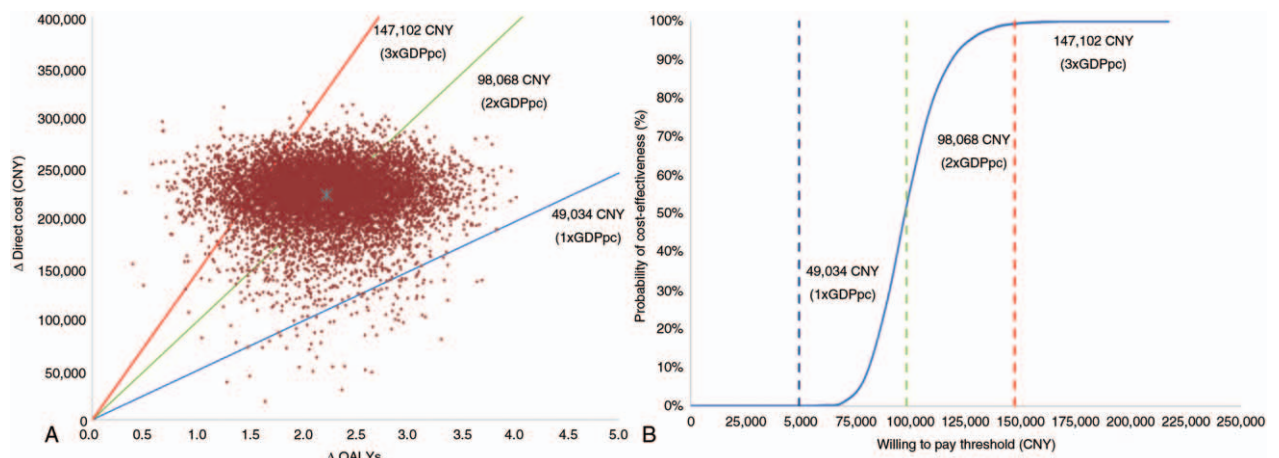 400,000
350,000
300,000
250,000
200,000
150,000
100,000
50,000
0
Δ Direct cost (CNY)
147,102 CNY
(3xGDPpc)
98,068 CNY
(2xGDPpc)
49,034 CNY
(1xGDPpc)
A
0.0 0.5 1.0 1.5 2.0 2.5 3.0 3.5 4.0 4.5 5.0
Δ QALYs
100%
90%
80%
70%
60%
50%
40%
30%
20%
10%
0%
Probability of cost-effectiveness (%)
147,102 CNY
(3xGDPpc)
98,068 CNY
(2xGDPpc)
49,034 CNY
(1xGDPpc)
B
0 25,000 5,000 75,000 100,000 125,000 150,000 175,000 200,000 225,000 250,000
Willing to pay threshold (CNY)